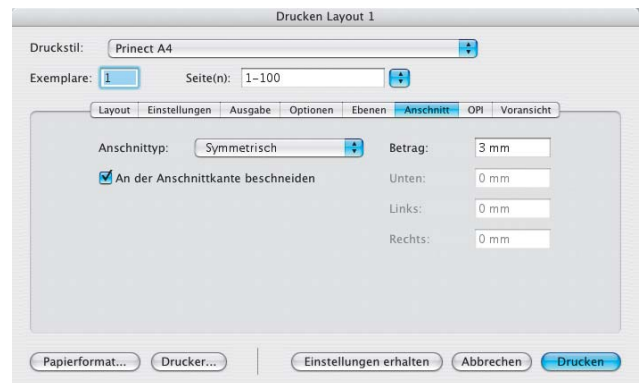 Drucken Layout 1
Druckstil: Prinect A4
Exemplare: 1 Seite(n): 1-100
Layout Einstellungen Ausgabe Optionen Ebenen Anschnitt OPI Voransicht
Anschnittyp: Symmetrisch Betrag: 3 mm
An der Anschnittkante beschneiden Unten: 0 mm
Links: 0 mm
Rechts: 0 mm
Papierformat... Drucker... Einstellungen erhalten Abbrechen Drucken